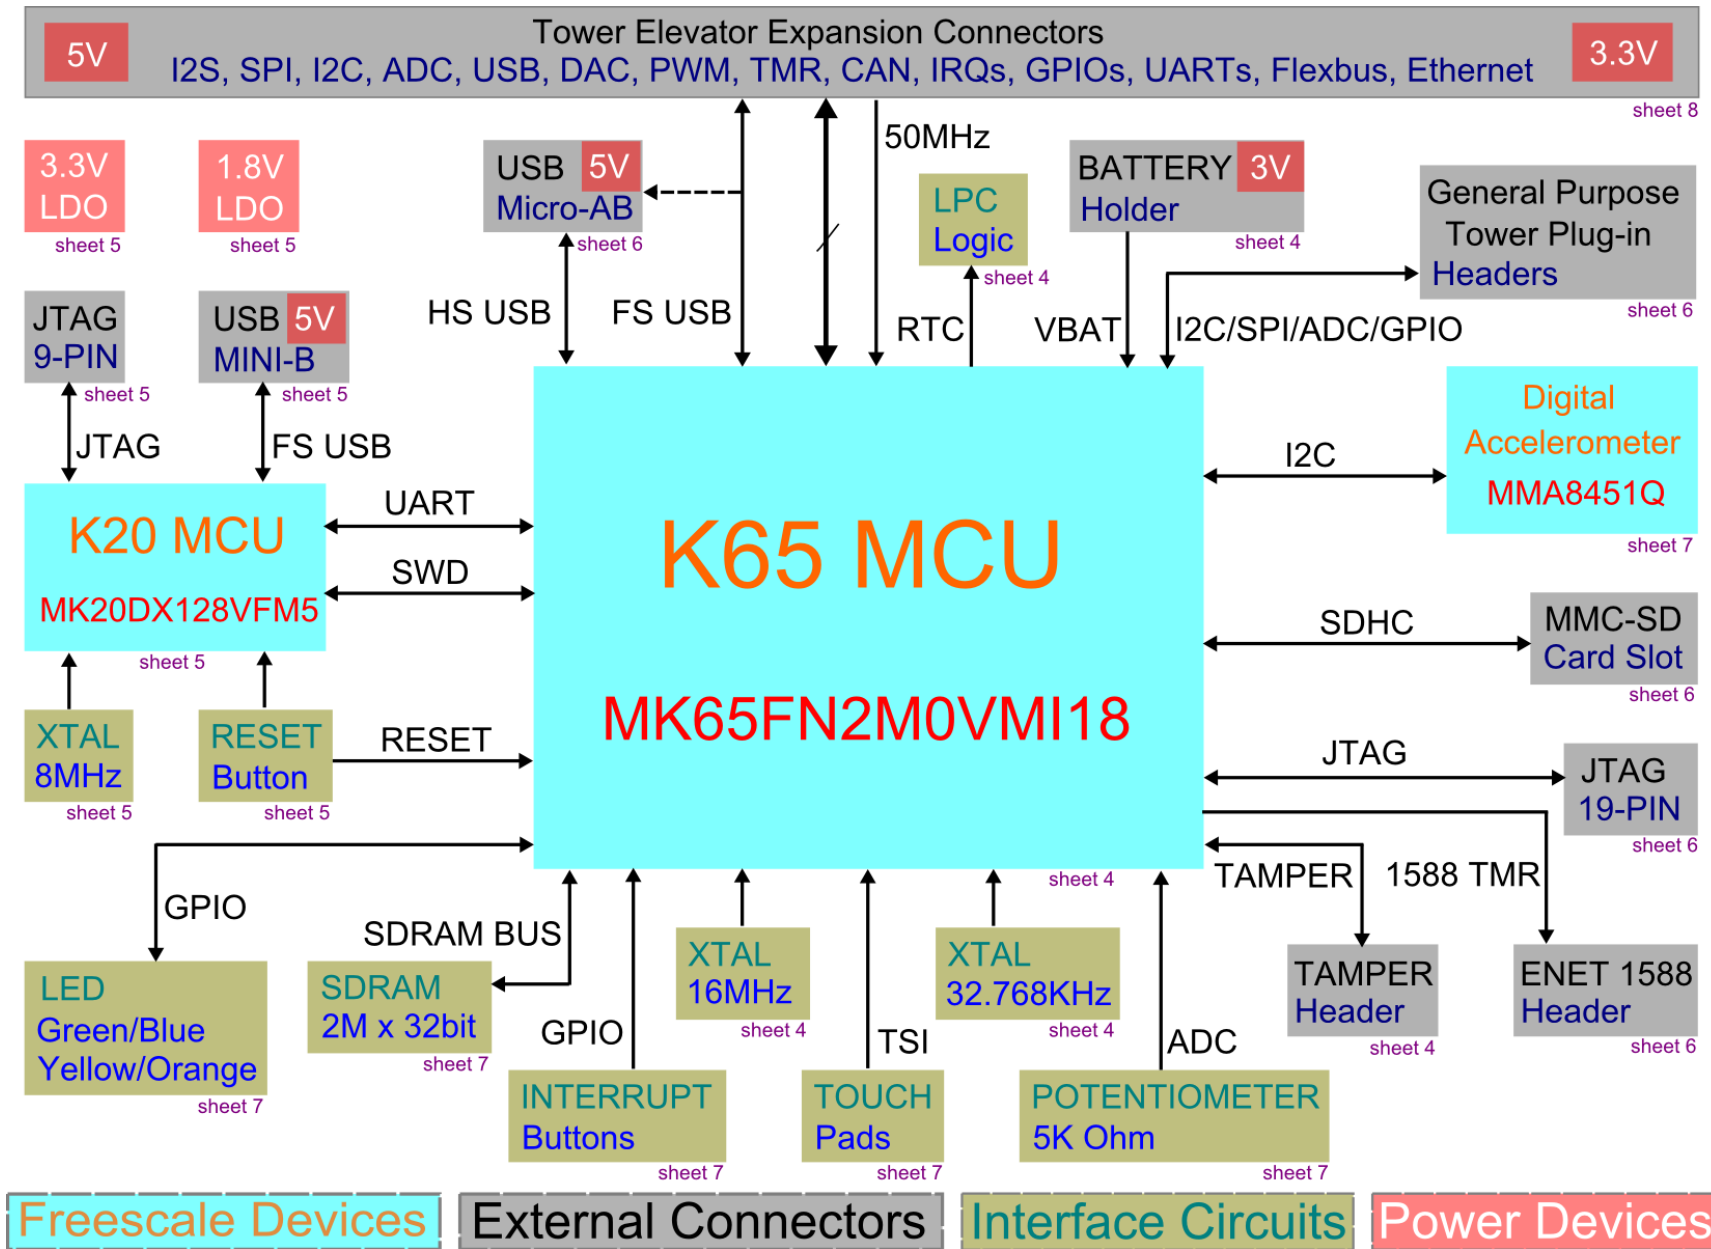 Tower Elevator Expansion Connectors
5V
3.3V
I2S, SPI, I2C, ADC, USB, DAC, PWM, TMR, CAN, IRQs, GPIOs, UARTs, Flexbus, Ethernet
sheet 8
3.3V
LDO
sheet 5
1.8V
LDO
sheet 5
USB 5V
Micro-AB
sheet 6
50MHz
LPC
Logic
sheet 4
BATTERY 3V
Holder
sheet 4
General Purpose
Tower Plug-in
Headers
sheet 6
JTAG
9-PIN
sheet 5
USB 5V
MINI-B
sheet 5
HS USB
FS USB
RTC
VBAT
I2C/SPI/ADC/GPIO
JTAG
FS USB
K20 MCU
MK20DX128VFM5
sheet 5
UART
SWD
K65 MCU
MK65FN2M0VMI18
sheet 4
I2C
Digital
Accelerometer
MMA8451Q
sheet 7
SDHC
MMC-SD
Card Slot
sheet 6
XTAL
8MHz
sheet 5
RESET
Button
sheet 5
RESET
JTAG
JTAG
19-PIN
sheet 6
GPIO
SDRAM BUS
GPIO
TSI
ADC
TAMPER
1588 TMR
LED
Green/Blue
Yellow/Orange
sheet 7
SDRAM
2M x 32bit
sheet 7
XTAL
16MHz
sheet 4
XTAL
32.768KHz
sheet 4
TAMPER
Header
sheet 4
ENET 1588
Header
sheet 6
INTERRUPT
Buttons
sheet 7
TOUCH
Pads
sheet 7
POTENTIOMETER
5K Ohm
sheet 7
Freescale Devices
External Connectors
Interface Circuits
Power Devices